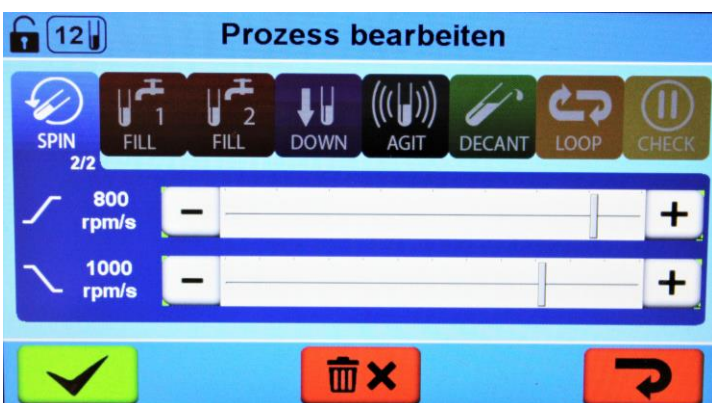 12 Prozess bearbeiten
1 2
SPIN FILL FILL DOWN AGIT DECANT LOOP CHECK
2/2
800
rpm/s
- +
1000
rpm/s
- +